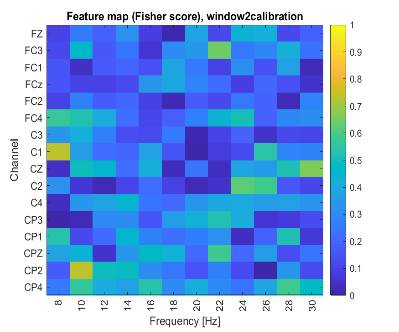 Feature map (Fisher score), window2calibration
Channel
FZ
FC3
FC1
FCz
FC2
FC4
C3
C1
CZ
C2
C4
CP3
CP1
CPZ
CP2
CP4
8 10 12 14 16 18 20 22 24 26 28 30
Frequency [Hz]
1
0.9
0.8
0.7
0.6
0.5
0.4
0.3
0.2
0.1
0